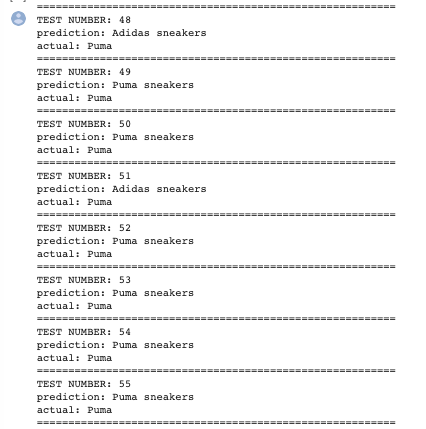 ============================================================
TEST NUMBER: 48
prediction: Adidas sneakers
actual: Puma
============================================================
TEST NUMBER: 49
prediction: Puma sneakers
actual: Puma
============================================================
TEST NUMBER: 50
prediction: Puma sneakers
actual: Puma
============================================================
TEST NUMBER: 51
prediction: Adidas sneakers
actual: Puma
============================================================
TEST NUMBER: 52
prediction: Puma sneakers
actual: Puma
============================================================
TEST NUMBER: 53
prediction: Puma sneakers
actual: Puma
============================================================
TEST NUMBER: 54
prediction: Puma sneakers
actual: Puma
============================================================
TEST NUMBER: 55
prediction: Puma sneakers
actual: Puma
============================================================